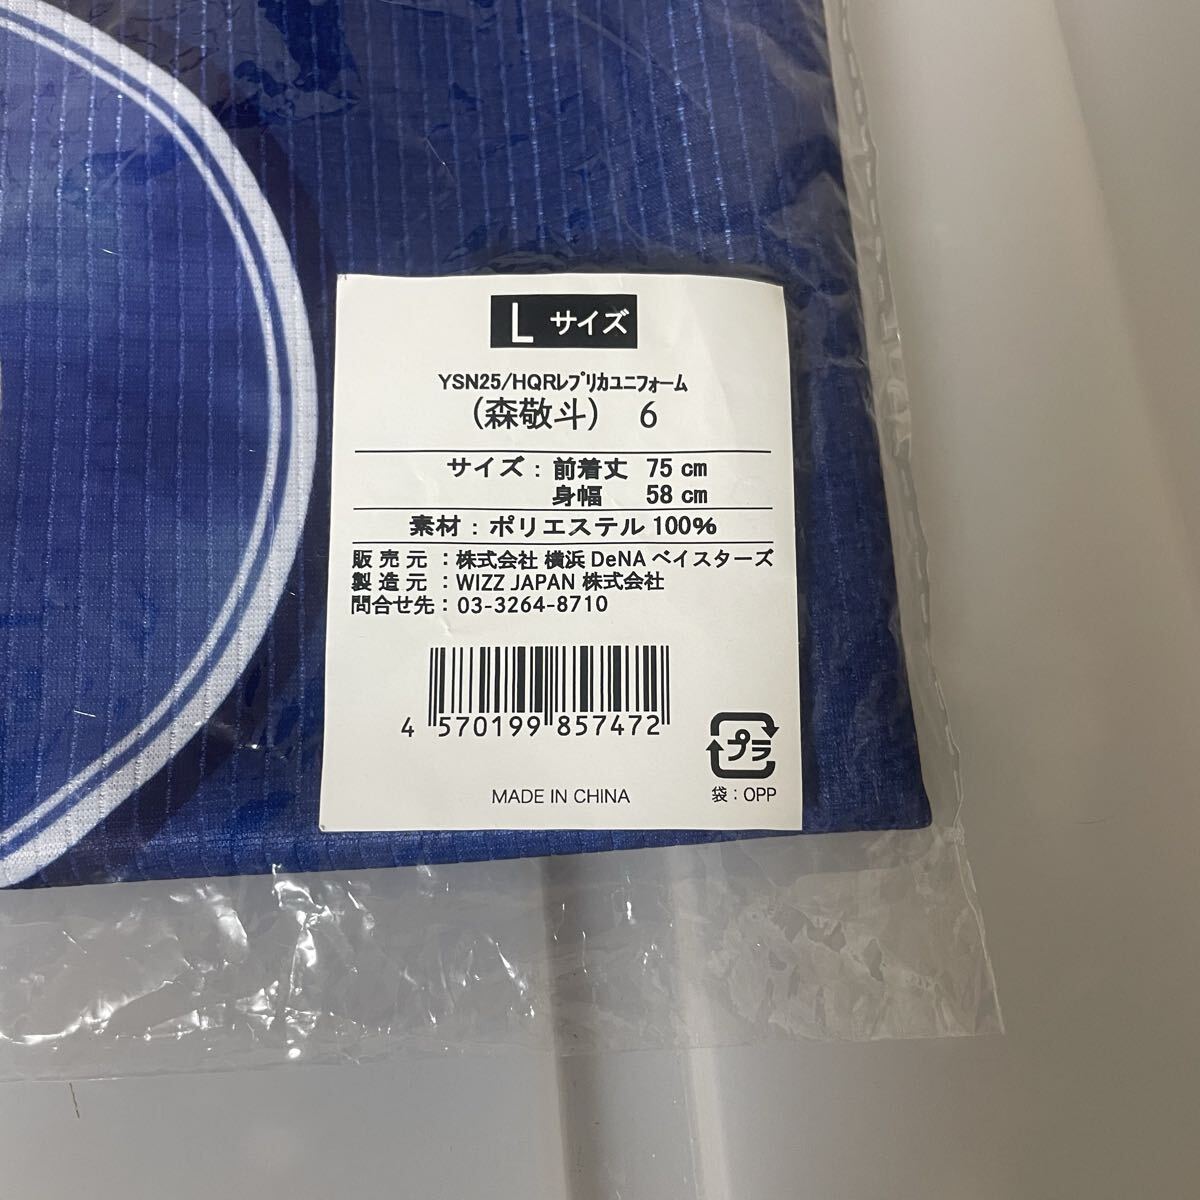 L サイズ
YSN25/HQRﾚﾌﾟﾘｶﾕﾆﾌｫｰﾑ
(森敬斗) 6
サイズ : 前着丈 75 cm
身幅 58 cm
素材 : ポリエステル 100%
販売元 : 株式会社 横浜 DeNA ベイスターズ
製造元 : WIZZ JAPAN 株式会社
問合せ先 : 03-3264-8710
4 570199 857472
プラ
MADE IN CHINA
袋 : OPP